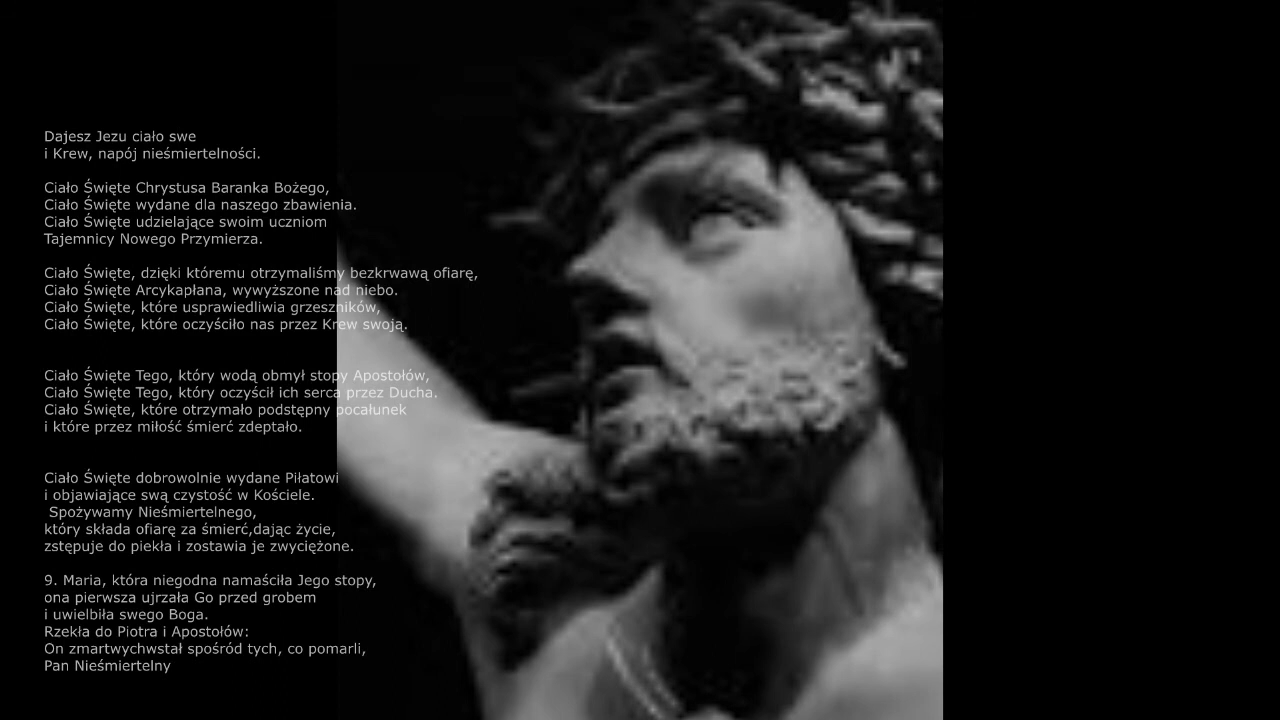 Dajesz Jezu ciało swe
i Krew, napój nieśmiertelności.
Ciało Święte Chrystusa Baranka Bożego,
Ciało Święte wydane dla naszego zbawienia.
Ciało Święte udzielające swoim uczniom
Tajemnicy Nowego Przymierza.
Ciało Święte, dzięki któremu otrzymaliśmy bezkrwawą ofiarę,
Ciało Święte Arcykapłana, wywyższone nad niebo.
Ciało Święte, które usprawiedliwia grzeszników,
Ciało Święte, które oczyściło nas przez Krew swoją.
Ciało Święte Tego, który wodą obmył stopy Apostołów,
Ciało Święte Tego, który oczyścił ich serca przez Ducha.
Ciało Święte, które otrzymało podstępny pocałunek
i które przez miłość śmierć zdeptało.
Ciało Święte dobrowolnie wydane Piłatowi
i objawiające swą czystość w Kościele.
Spożywamy Nieśmiertelnego,
który składa ofiarę za śmierć,dając życie,
zstępuje do piekła i zostawia je zwyciężone.
9. Maria, która niegodna namaściła Jego stopy,
ona pierwsza ujrzała Go przed grobem
i uwielbiła swego Boga.
Rzekła do Piotra i Apostołów:
On zmartwychwstał spośród tych, co pomarli,
Pan Nieśmiertelny